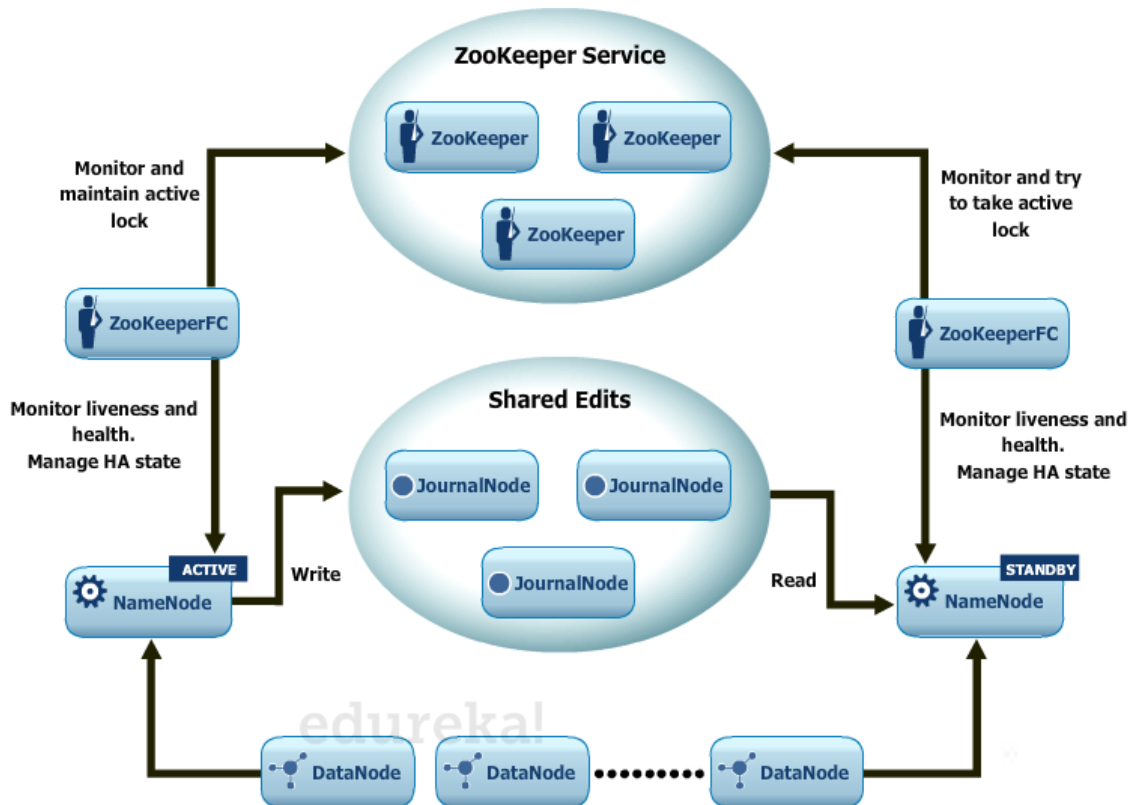 ZooKeeper Service
ZooKeeper
ZooKeeper
ZooKeeper
Monitor and
maintain active
lock
Monitor and try
to take active
lock
ZooKeeperFC
ZooKeeperFC
Monitor liveness and
health.
Manage HA state
Shared Edits
JournalNode
JournalNode
JournalNode
Monitor liveness and
health.
Manage HA state
ACTIVE
NameNode
Write
Read
STANDBY
NameNode
edureka!
DataNode
DataNode
DataNode